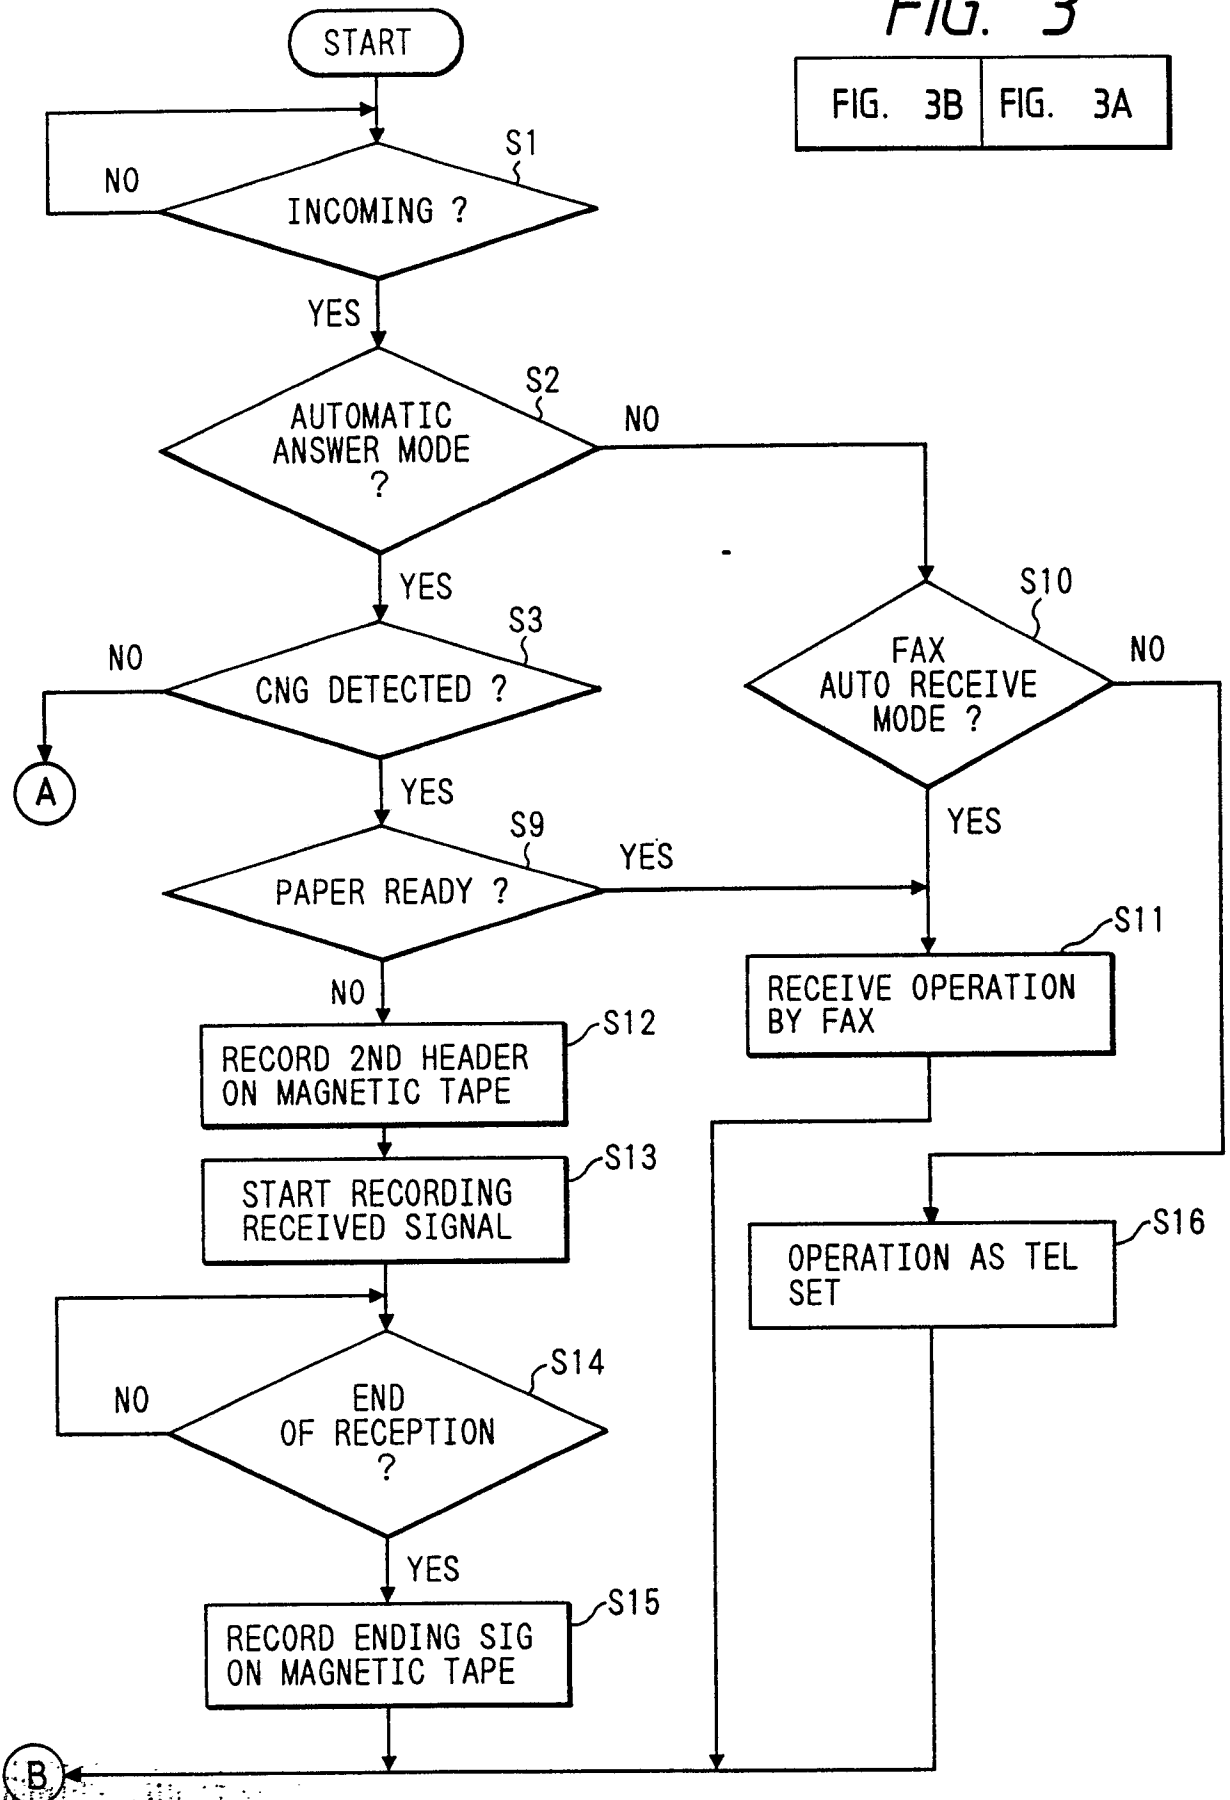 FIG. 3
FIG. 3B
FIG. 3A
START
S1
NO
INCOMING ?
YES
S2
NO
AUTOMATIC
ANSWER MODE
?
YES
S10
S3
NO
CNG DETECTED ?
FAX
AUTO RECEIVE
MODE ?
NO
A
YES
YES
S9
YES
PAPER READY ?
S11
NO
RECEIVE OPERATION
BY FAX
S12
RECORD 2ND HEADER
ON MAGNETIC TAPE
S13
START RECORDING
RECEIVED SIGNAL
S16
OPERATION AS TEL
SET
S14
NO
END
OF RECEPTION
?
YES
S15
RECORD ENDING SIG
ON MAGNETIC TAPE
B